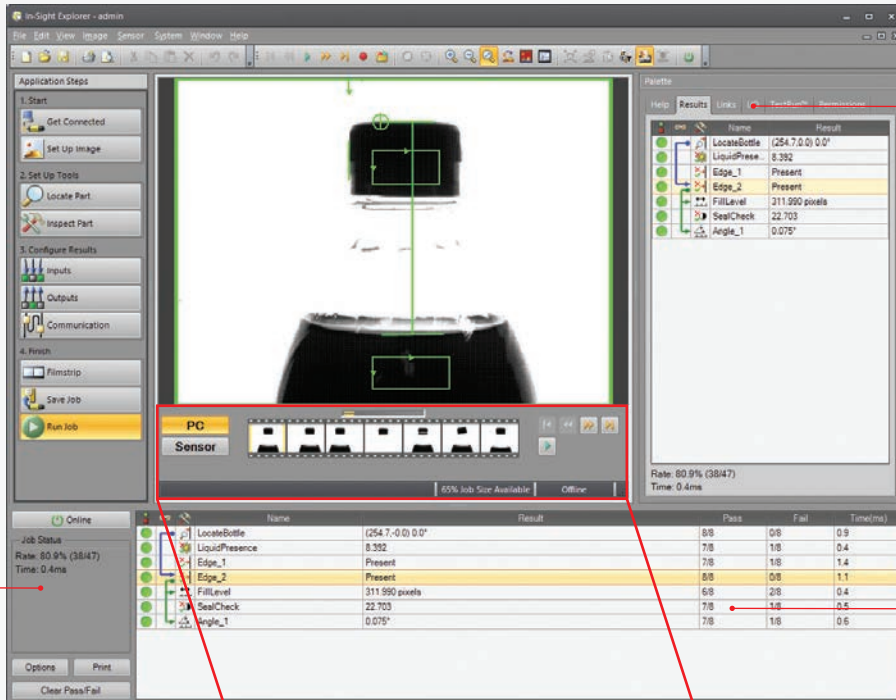 In-Sight Explorer - admin
File Edit View Image Sensor System Window Help
Application Steps
1. Start
Get Connected
Set Up Image
2. Set Up Tools
Locate Part
Inspect Part
3. Configure Results
Inputs
Outputs
Communication
4. Finish
Filmstrip
Save Job
Run Job
PC
Sensor
65% Job Size Available Offline
Palette
Help Results Links I/O TestRun™ Permissions
Name Result
LocateBottle (254.7,0.0) 0.0°
LiquidPrese... 8.392
Edge_1 Present
Edge_2 Present
FillLevel 311.990 pixels
SealCheck 22.703
Angle_1 0.075°
Rate: 80.9% (38/47)
Time: 0.4ms
Online
Job Status
Rate: 80.9% (38/47)
Time: 0.4ms
Options Print
Clear Pass/Fail
Name Result Pass Fail Time(ms)
LocateBottle (254.7,-0.0) 0.0° 8/8 0/8 0.9
LiquidPresence 8.392 7/8 1/8 0.4
Edge_1 Present 7/8 1/8 1.4
Edge_2 Present 8/8 0/8 1.1
FillLevel 311.990 pixels 6/8 2/8 0.4
SealCheck 22.703 7/8 1/8 0.5
Angle_1 0.075° 7/8 1/8 0.6